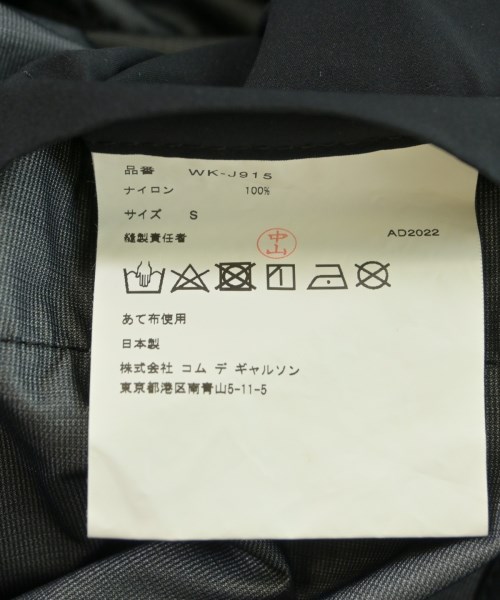 品番 WK-J915
ナイロン 100%
サイズ S
縫製責任者 中山 AD2022
あて布使用
日本製
株式会社 コム デ ギャルソン
東京都港区南青山5-11-5